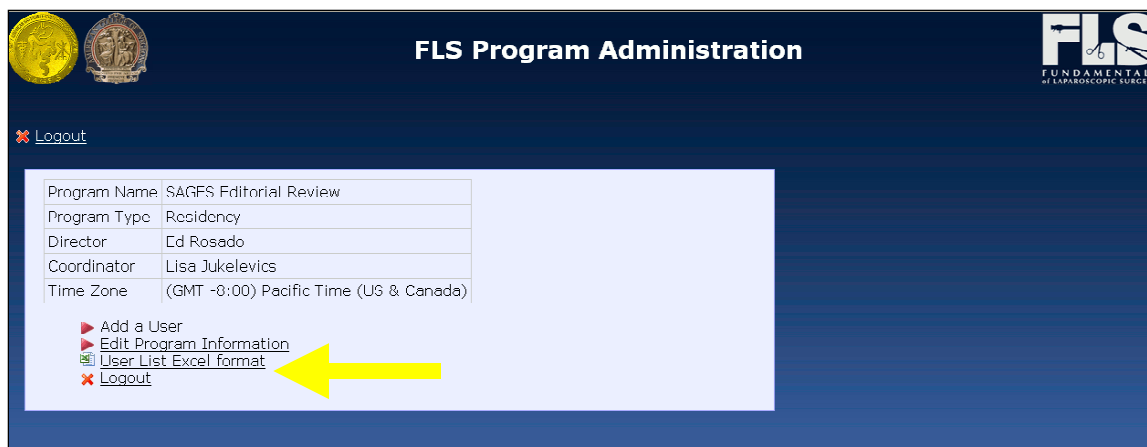 FLS Program Administration
FLS
FUNDAMENTAL
of LAPAROSCOPIC SURGE
Logout
Program Name SAGES Editorial Review
Program Type Residency
Director Ed Rosado
Coordinator Lisa Jukelevics
Time Zone (GMT -8:00) Pacific Time (US & Canada)
Add a User
Edit Program Information
User List Excel format
Logout